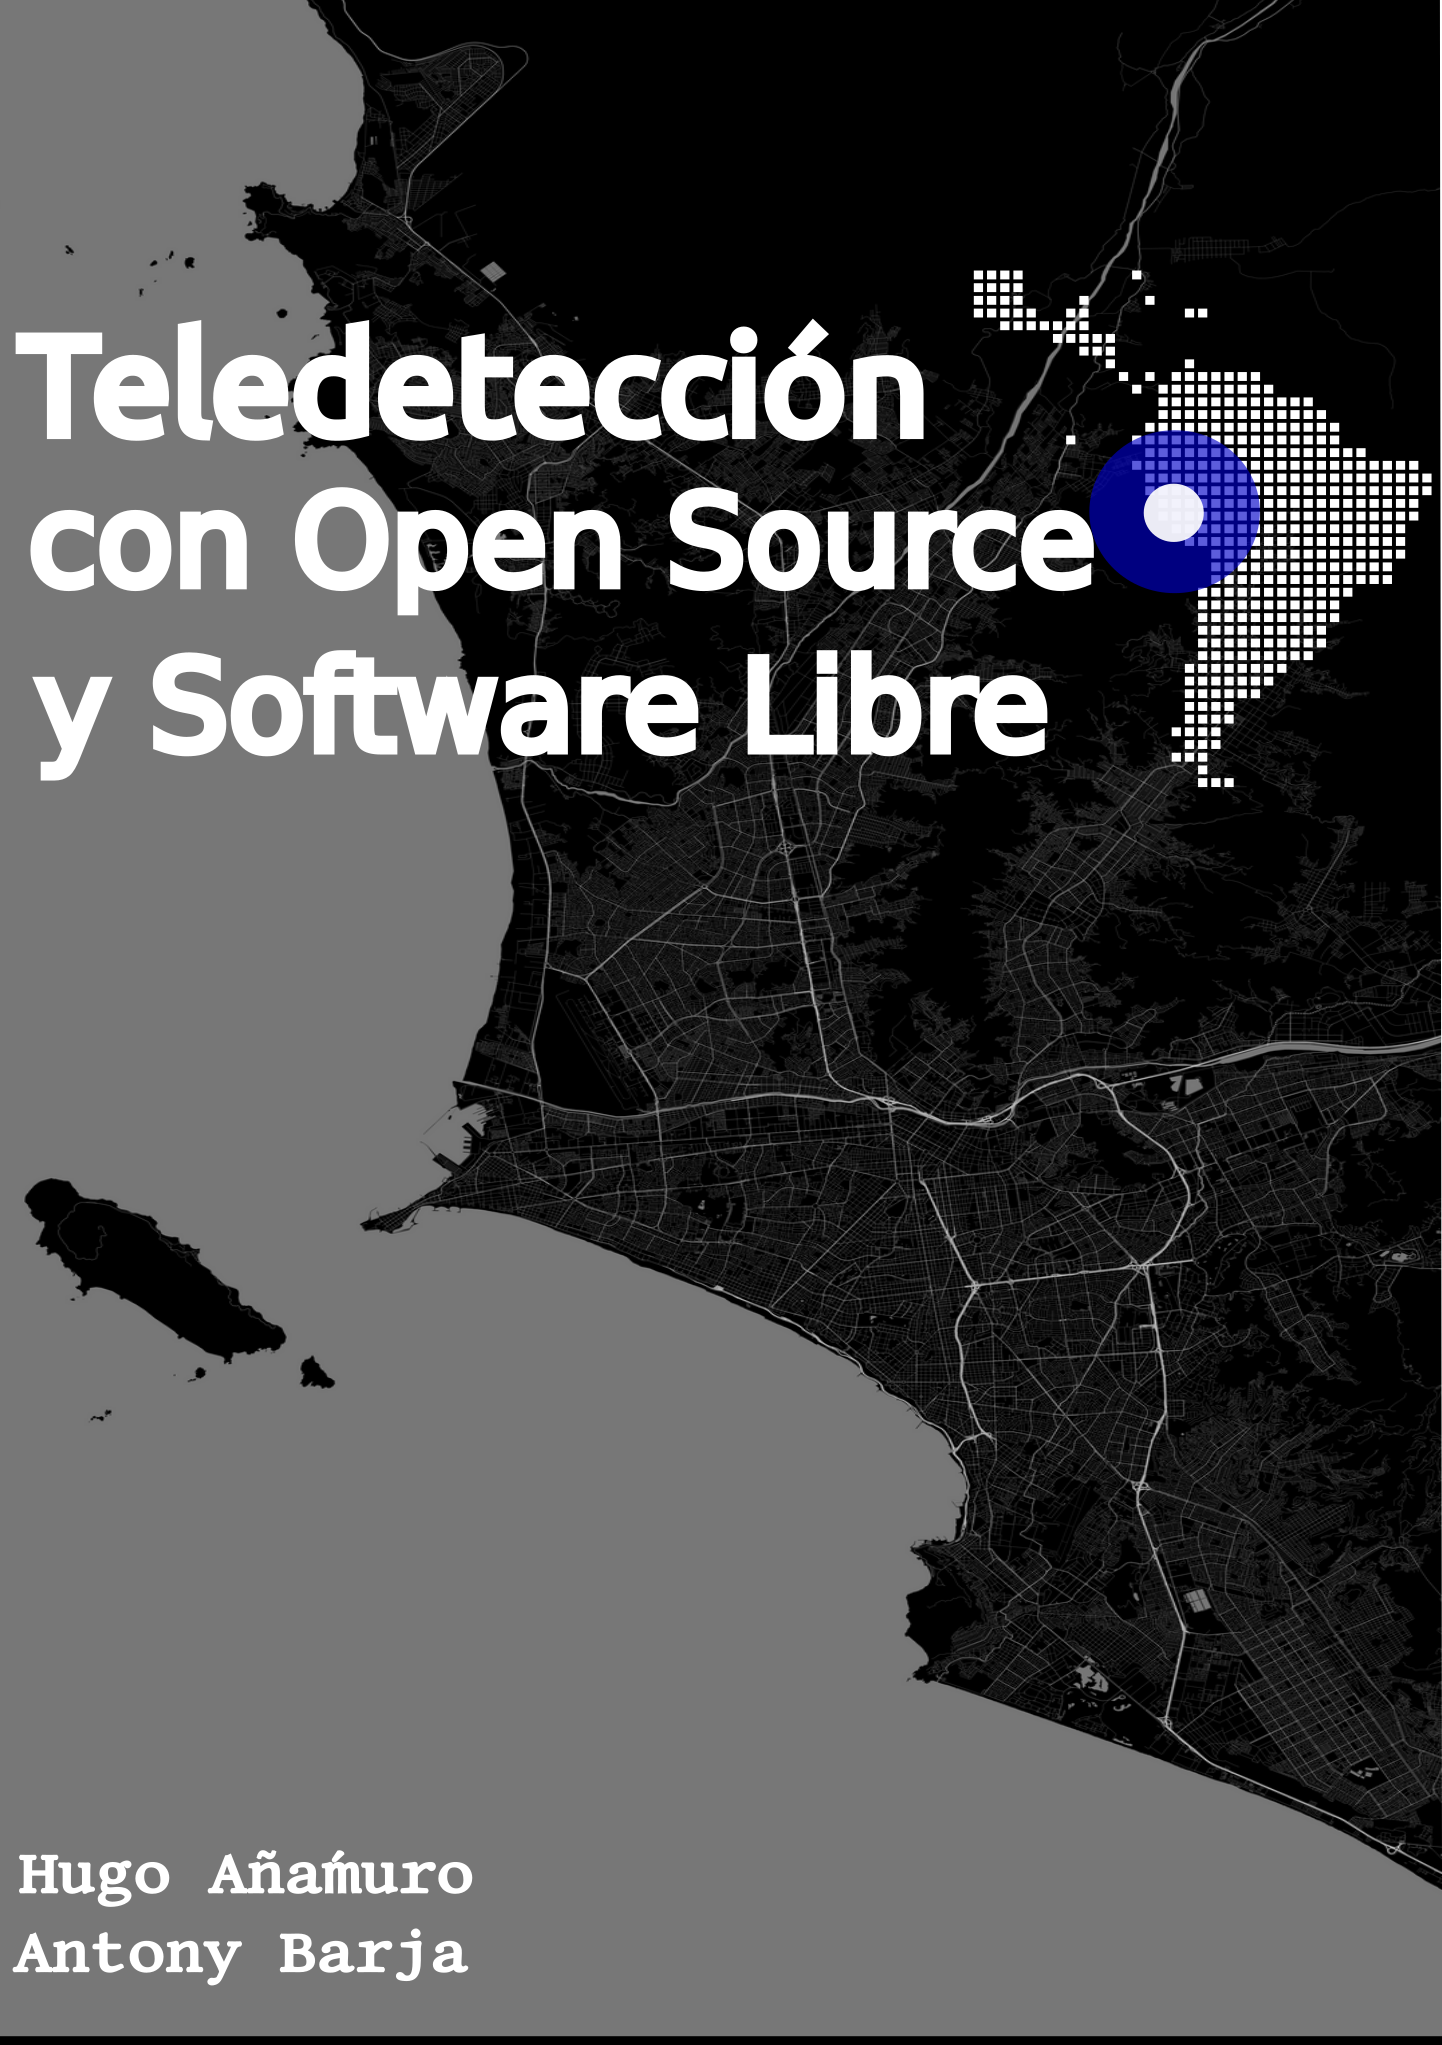 Teledetección
con Open Source
y Software Libre
Hugo Añaḿuro
Antony Barja